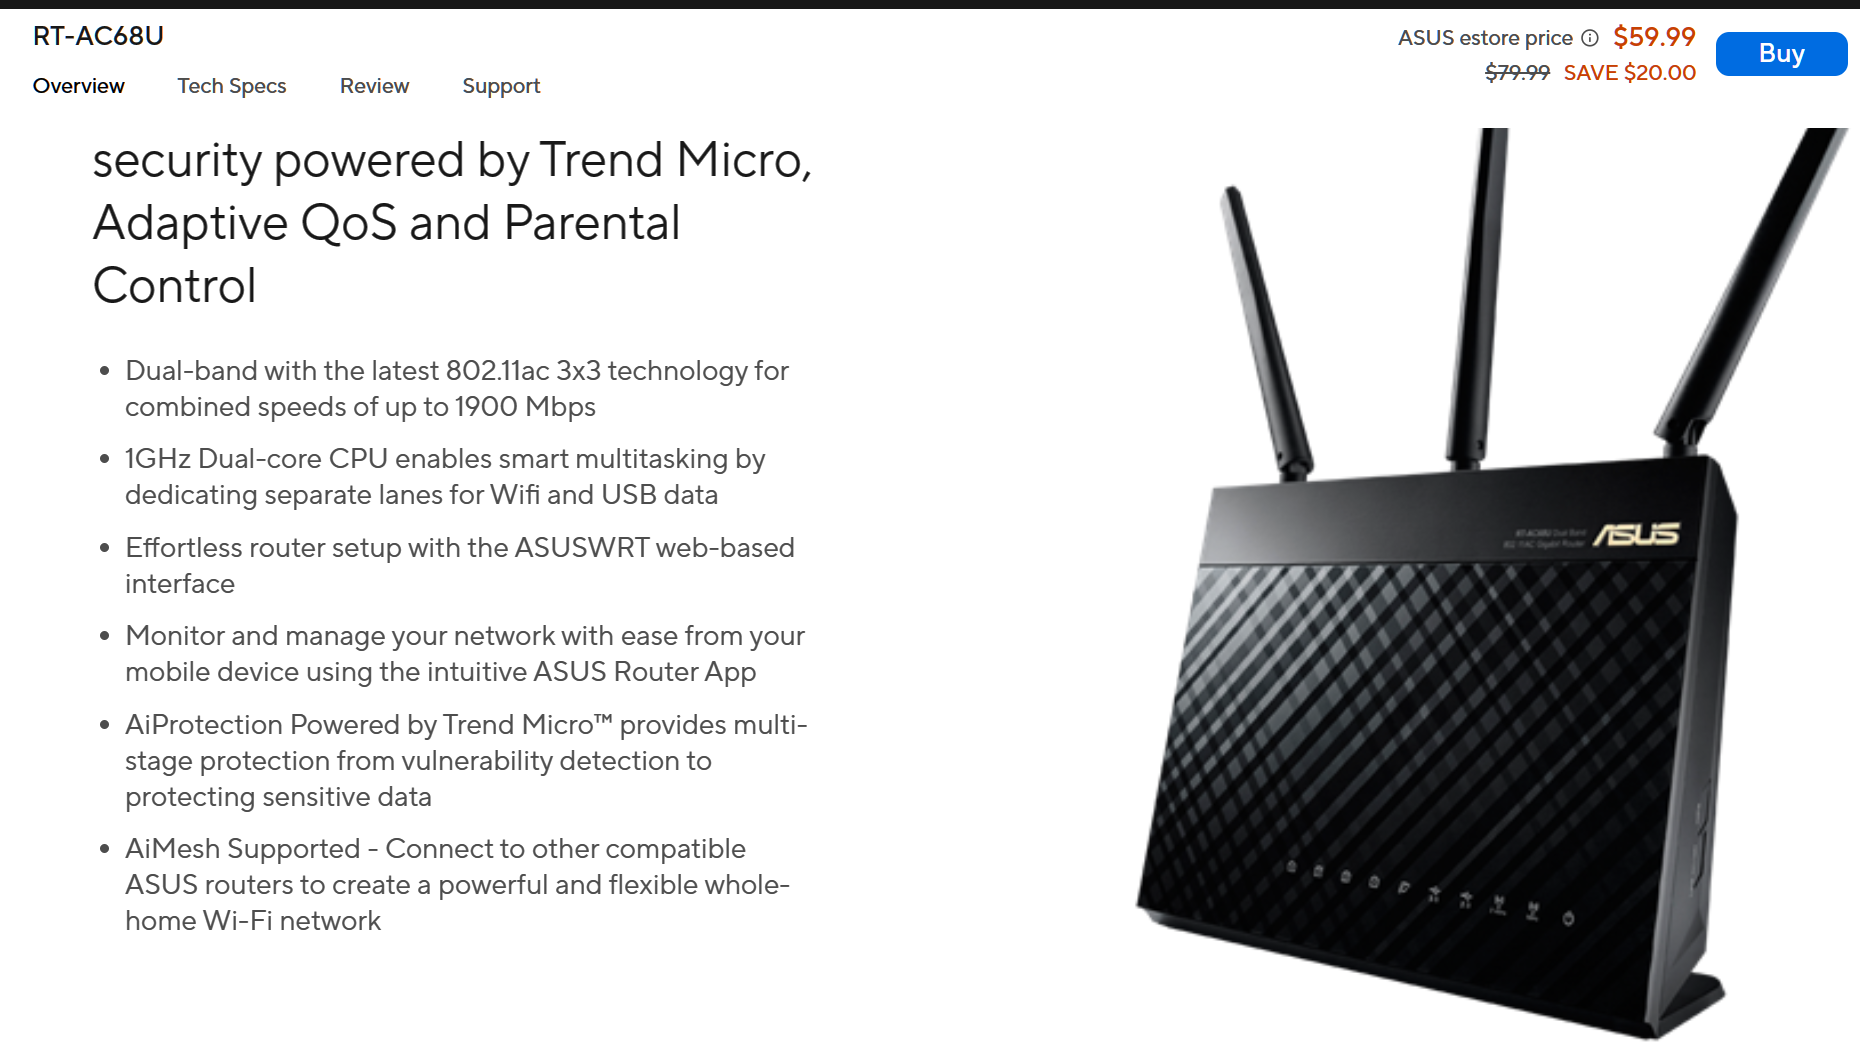 RT-AC68U
ASUS estore price $59.99
$79.99 SAVE $20.00
Buy
Overview Tech Specs Review Support
security powered by Trend Micro,
Adaptive QoS and Parental
Control
• Dual-band with the latest 802.11ac 3x3 technology for
combined speeds of up to 1900 Mbps
• 1GHz Dual-core CPU enables smart multitasking by
dedicating separate lanes for Wifi and USB data
• Effortless router setup with the ASUSWRT web-based
interface
• Monitor and manage your network with ease from your
mobile device using the intuitive ASUS Router App
• AiProtection Powered by Trend Micro™ provides multi-
stage protection from vulnerability detection to
protecting sensitive data
• AiMesh Supported - Connect to other compatible
ASUS routers to create a powerful and flexible whole-
home Wi-Fi network
RT-AC68U Dual Band
ASUS